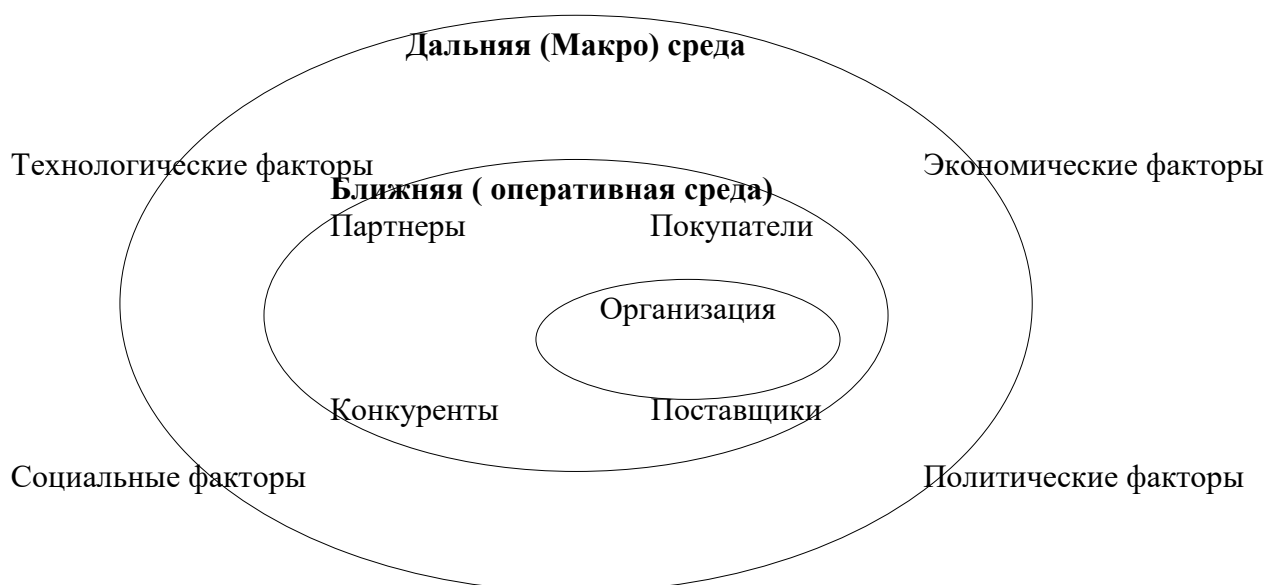 Дальняя (Макро) среда
Технологические факторы Экономические факторы
Ближняя ( оперативная среда)
Партнеры Покупатели
Организация
Конкуренты Поставщики
Социальные факторы Политические факторы